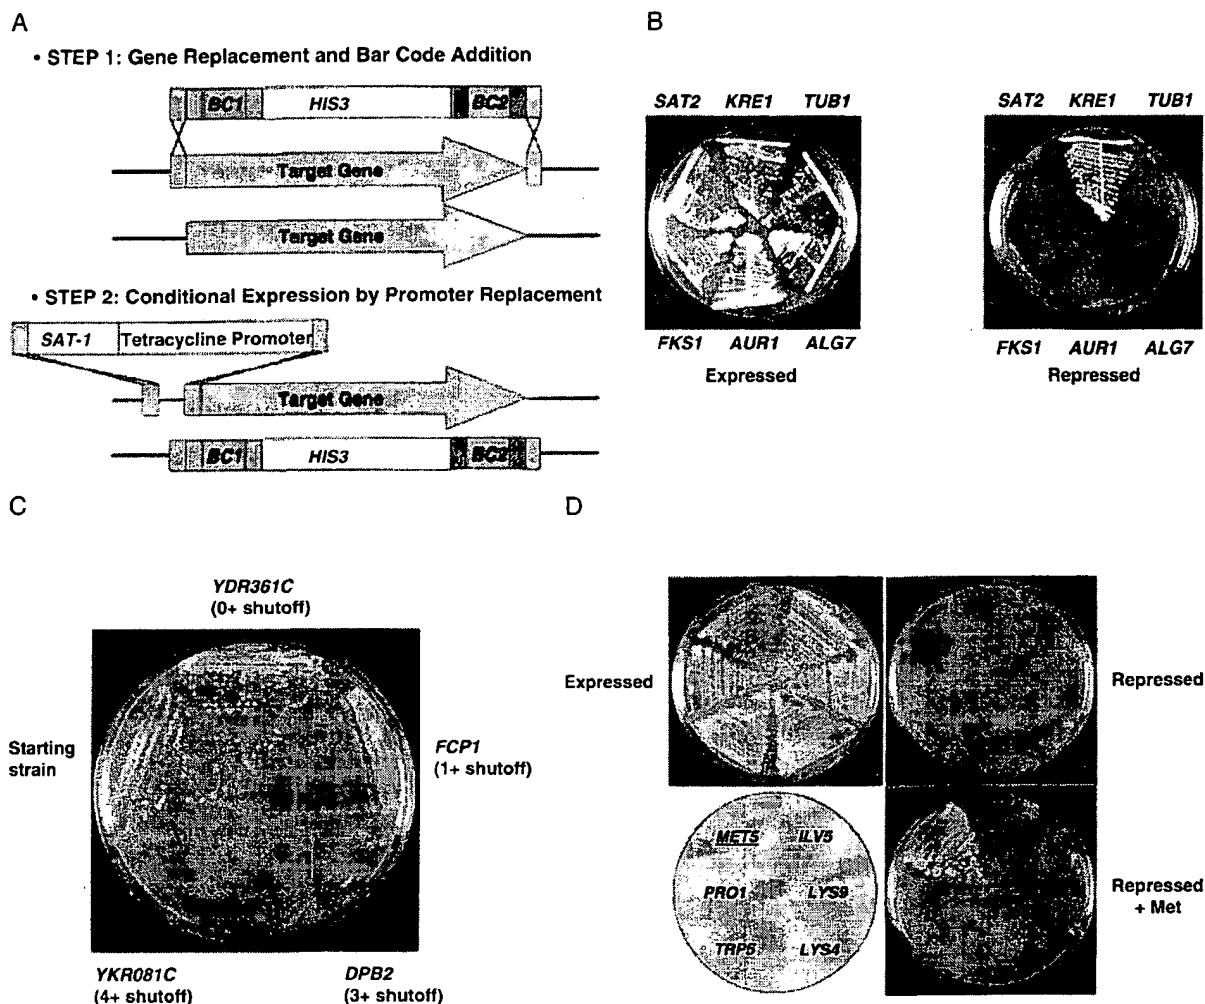 A
• STEP 1: Gene Replacement and Bar Code Addition
BC1 HIS3 BC2
Target Gene
Target Gene
• STEP 2: Conditional Expression by Promoter Replacement
SAT-1 Tetracycline Promoter
Target Gene
BC1 HIS3 BC2
B
SAT2 KRE1 TUB1
FKS1 AUR1 ALG7
Expressed
SAT2 KRE1 TUB1
FKS1 AUR1 ALG7
Repressed
C
YDR361C
(0+ shutoff)
Starting
strain
FCP1
(1+ shutoff)
YKR081C
(4+ shutoff)
DPB2
(3+ shutoff)
D
Expressed
Repressed
MET5 ILV5
PRO1 LYS9
TRP5 LYS4
Repressed
+ Met